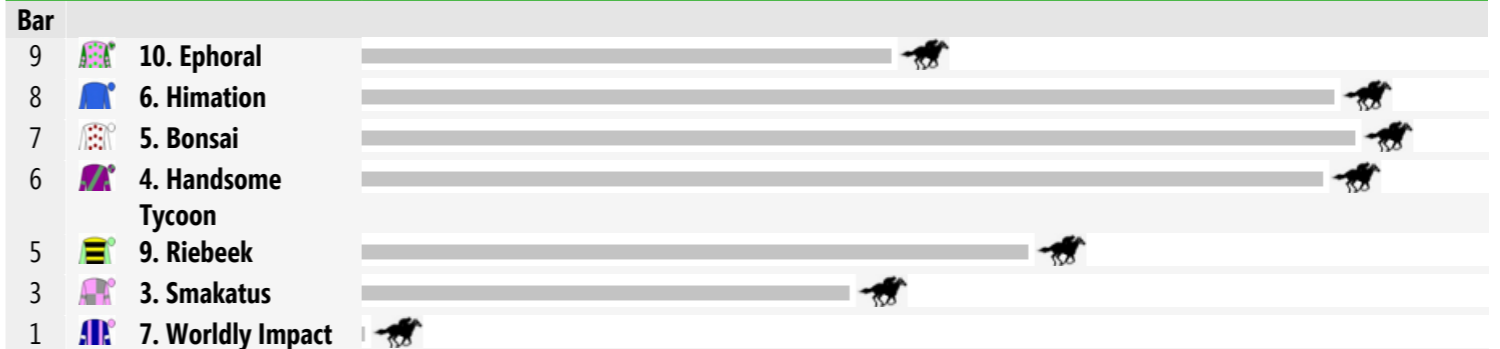 Bar
9 10. Ephoral
8 6. Himation
7 5. Bonsai
6 4. Handsome
Tycoon
5 9. Riebeek
3 3. Smakatus
1 7. Worldly Impact